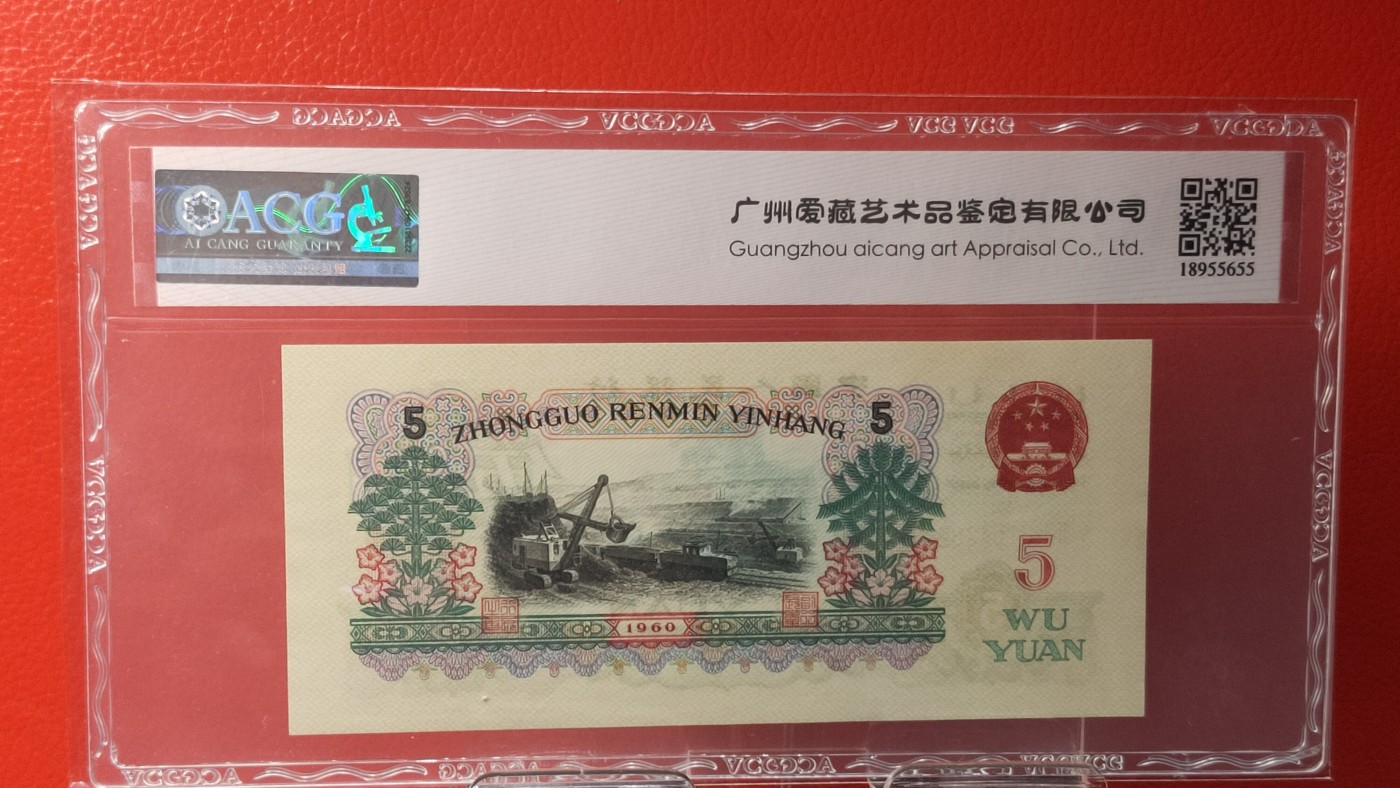 ACG
AI CANG GUARANTY
广州爱藏艺术品鉴定有限公司
Guangzhou aicang art Appraisal Co., Ltd.
18955655
5
ZHONGGUO RENMIN YINHANG
5
1960
5
WU
YUAN